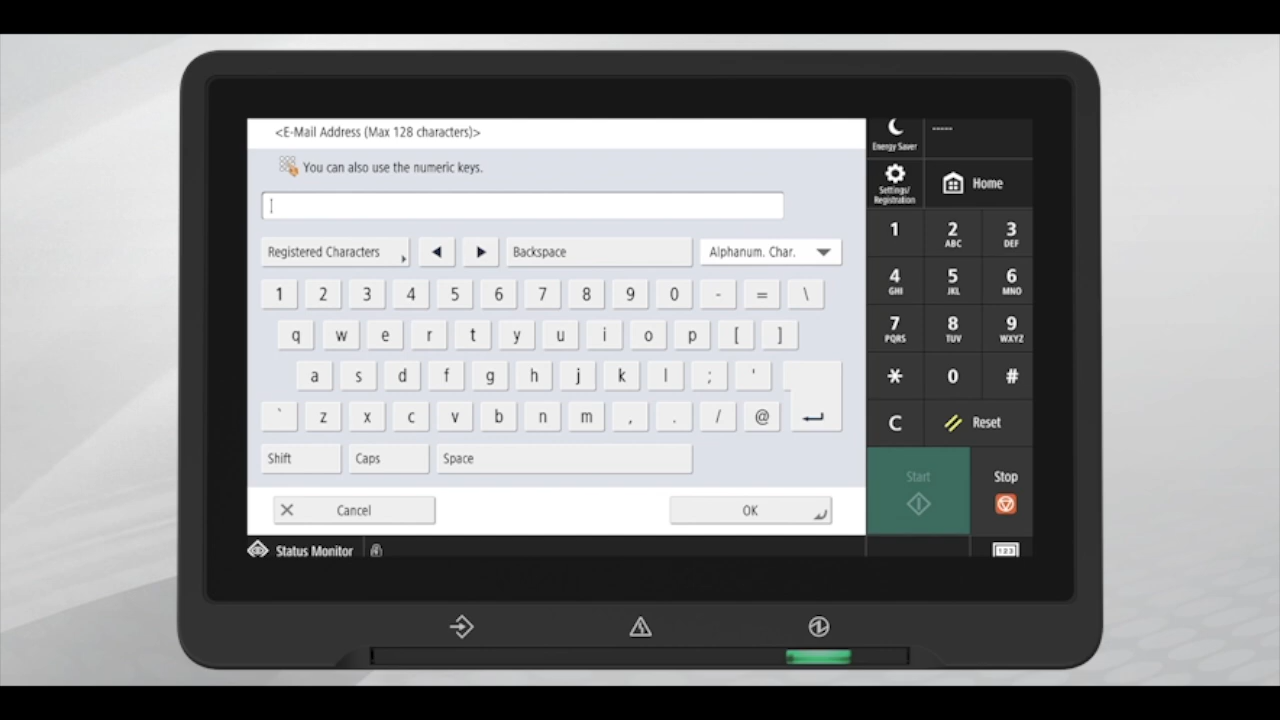 <E-Mail Address (Max 128 characters)>
You can also use the numeric keys.
Registered Characters ◀ ▶ Backspace Alphanum. Char.
1 2 3 4 5 6 7 8 9 0 - = \
q w e r t y u i o p [ ]
a s d f g h j k l ; '
` z x c v b n m , . / @
Shift Caps Space
Cancel OK
Status Monitor
Energy Saver
-----
Settings/
Registration
Home
1 2 ABC 3 DEF
4 GHI 5 JKL 6 MNO
7 PQRS 8 TUV 9 WXYZ
* 0 #
C Reset
Start Stop
123